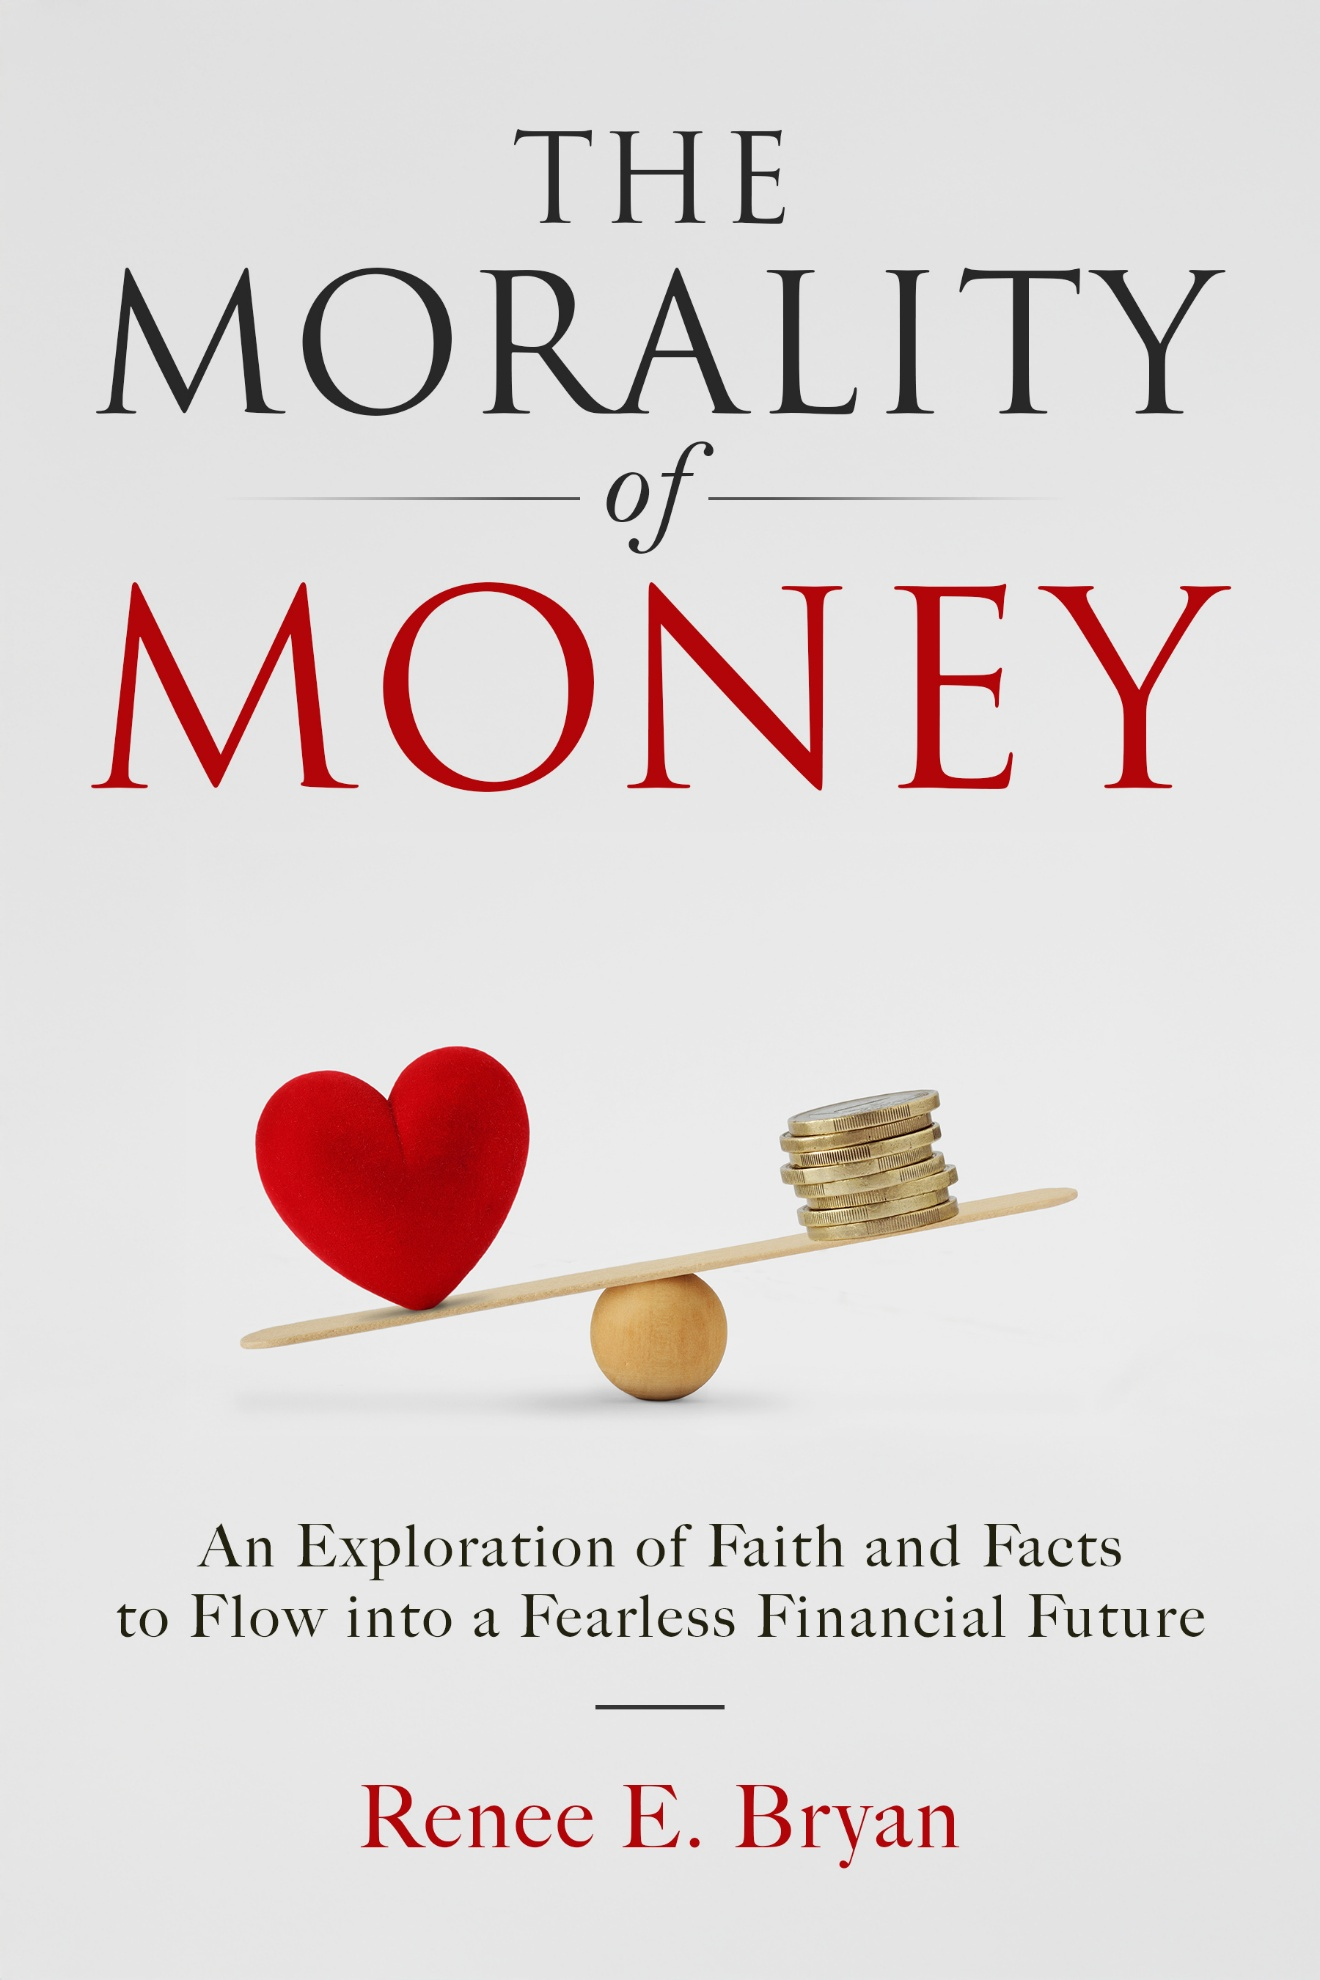 THE
MORALITY
of
MONEY
An Exploration of Faith and Facts
to Flow into a Fearless Financial Future
Renee E. Bryan